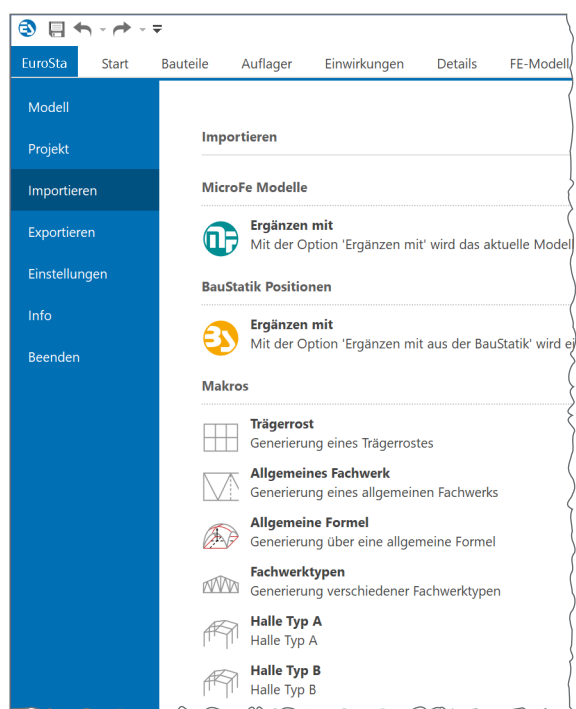 EuroSta Start Bauteile Auflager Einwirkungen Details FE-Modell
Modell
Projekt
Importieren
Exportieren
Einstellungen
Info
Beenden
Importieren
MicroFe Modelle
Ergänzen mit
Mit der Option 'Ergänzen mit' wird das aktuelle Modell
BauStatik Positionen
Ergänzen mit
Mit der Option 'Ergänzen mit aus der BauStatik' wird ei
Makros
Trägerrost
Generierung eines Trägerrostes
Allgemeines Fachwerk
Generierung eines allgemeinen Fachwerks
Allgemeine Formel
Generierung über eine allgemeine Formel
Fachwerktypen
Generierung verschiedener Fachwerktypen
Halle Typ A
Halle Typ A
Halle Typ B
Halle Typ B